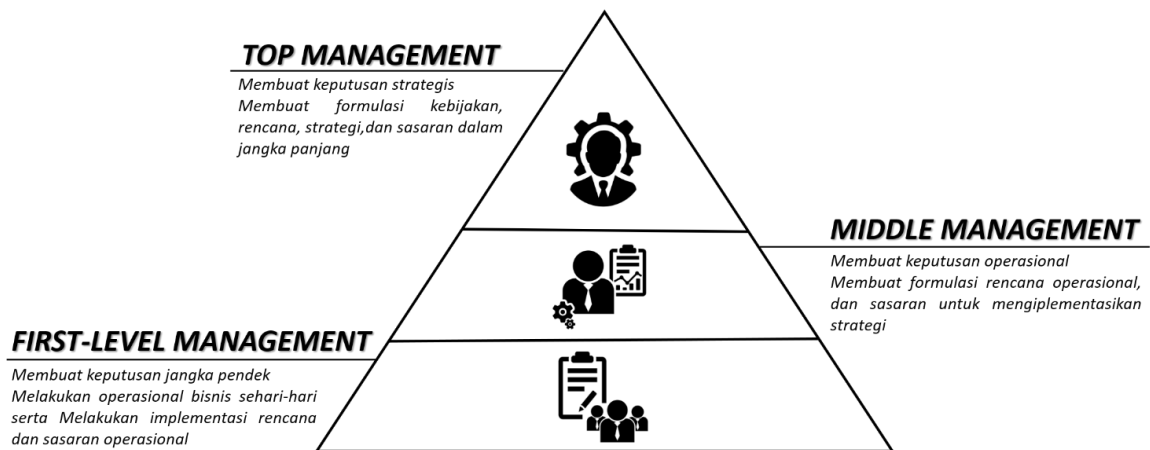 TOP MANAGEMENT
Membuat keputusan strategis
Membuat formulasi kebijakan,
rencana, strategi,dan sasaran dalam
jangka panjang
MIDDLE MANAGEMENT
Membuat keputusan operasional
Membuat formulasi rencana operasional,
dan sasaran untuk mengiplementasikan
strategi
FIRST-LEVEL MANAGEMENT
Membuat keputusan jangka pendek
Melakukan operasional bisnis sehari-hari
serta Melakukan implementasi rencana
dan sasaran operasional